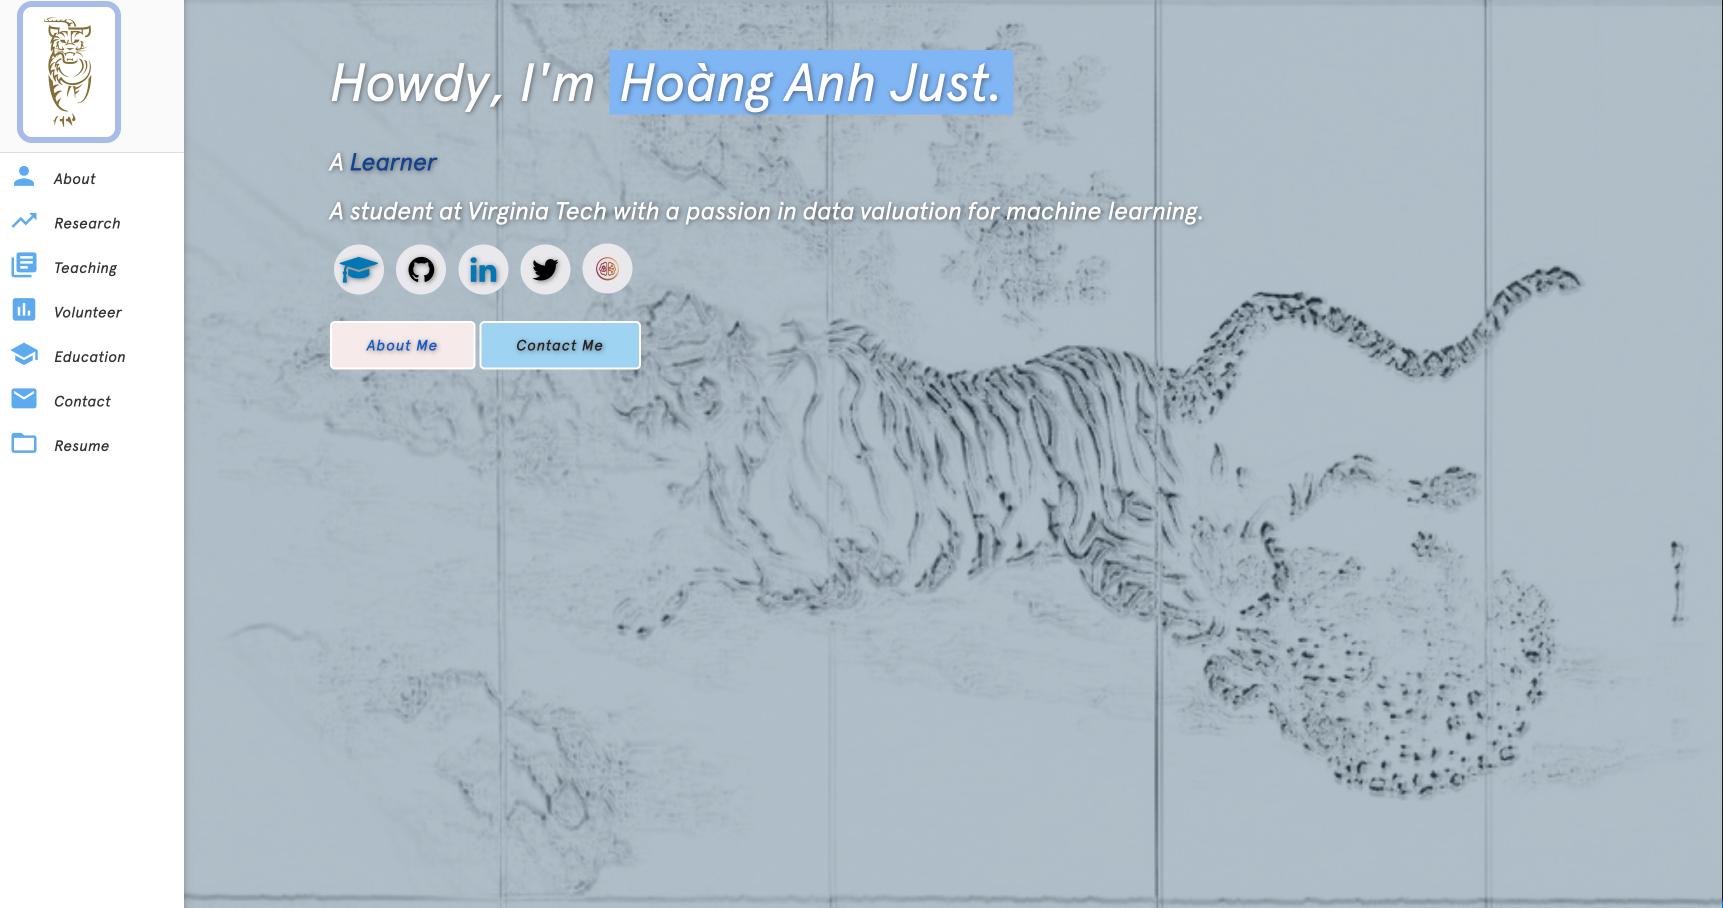 About
Research
Teaching
Volunteer
Education
Contact
Resume
Howdy, I'm Hoàng Anh Just.
A Learner
A student at Virginia Tech with a passion in data valuation for machine learning.
in
About Me
Contact Me